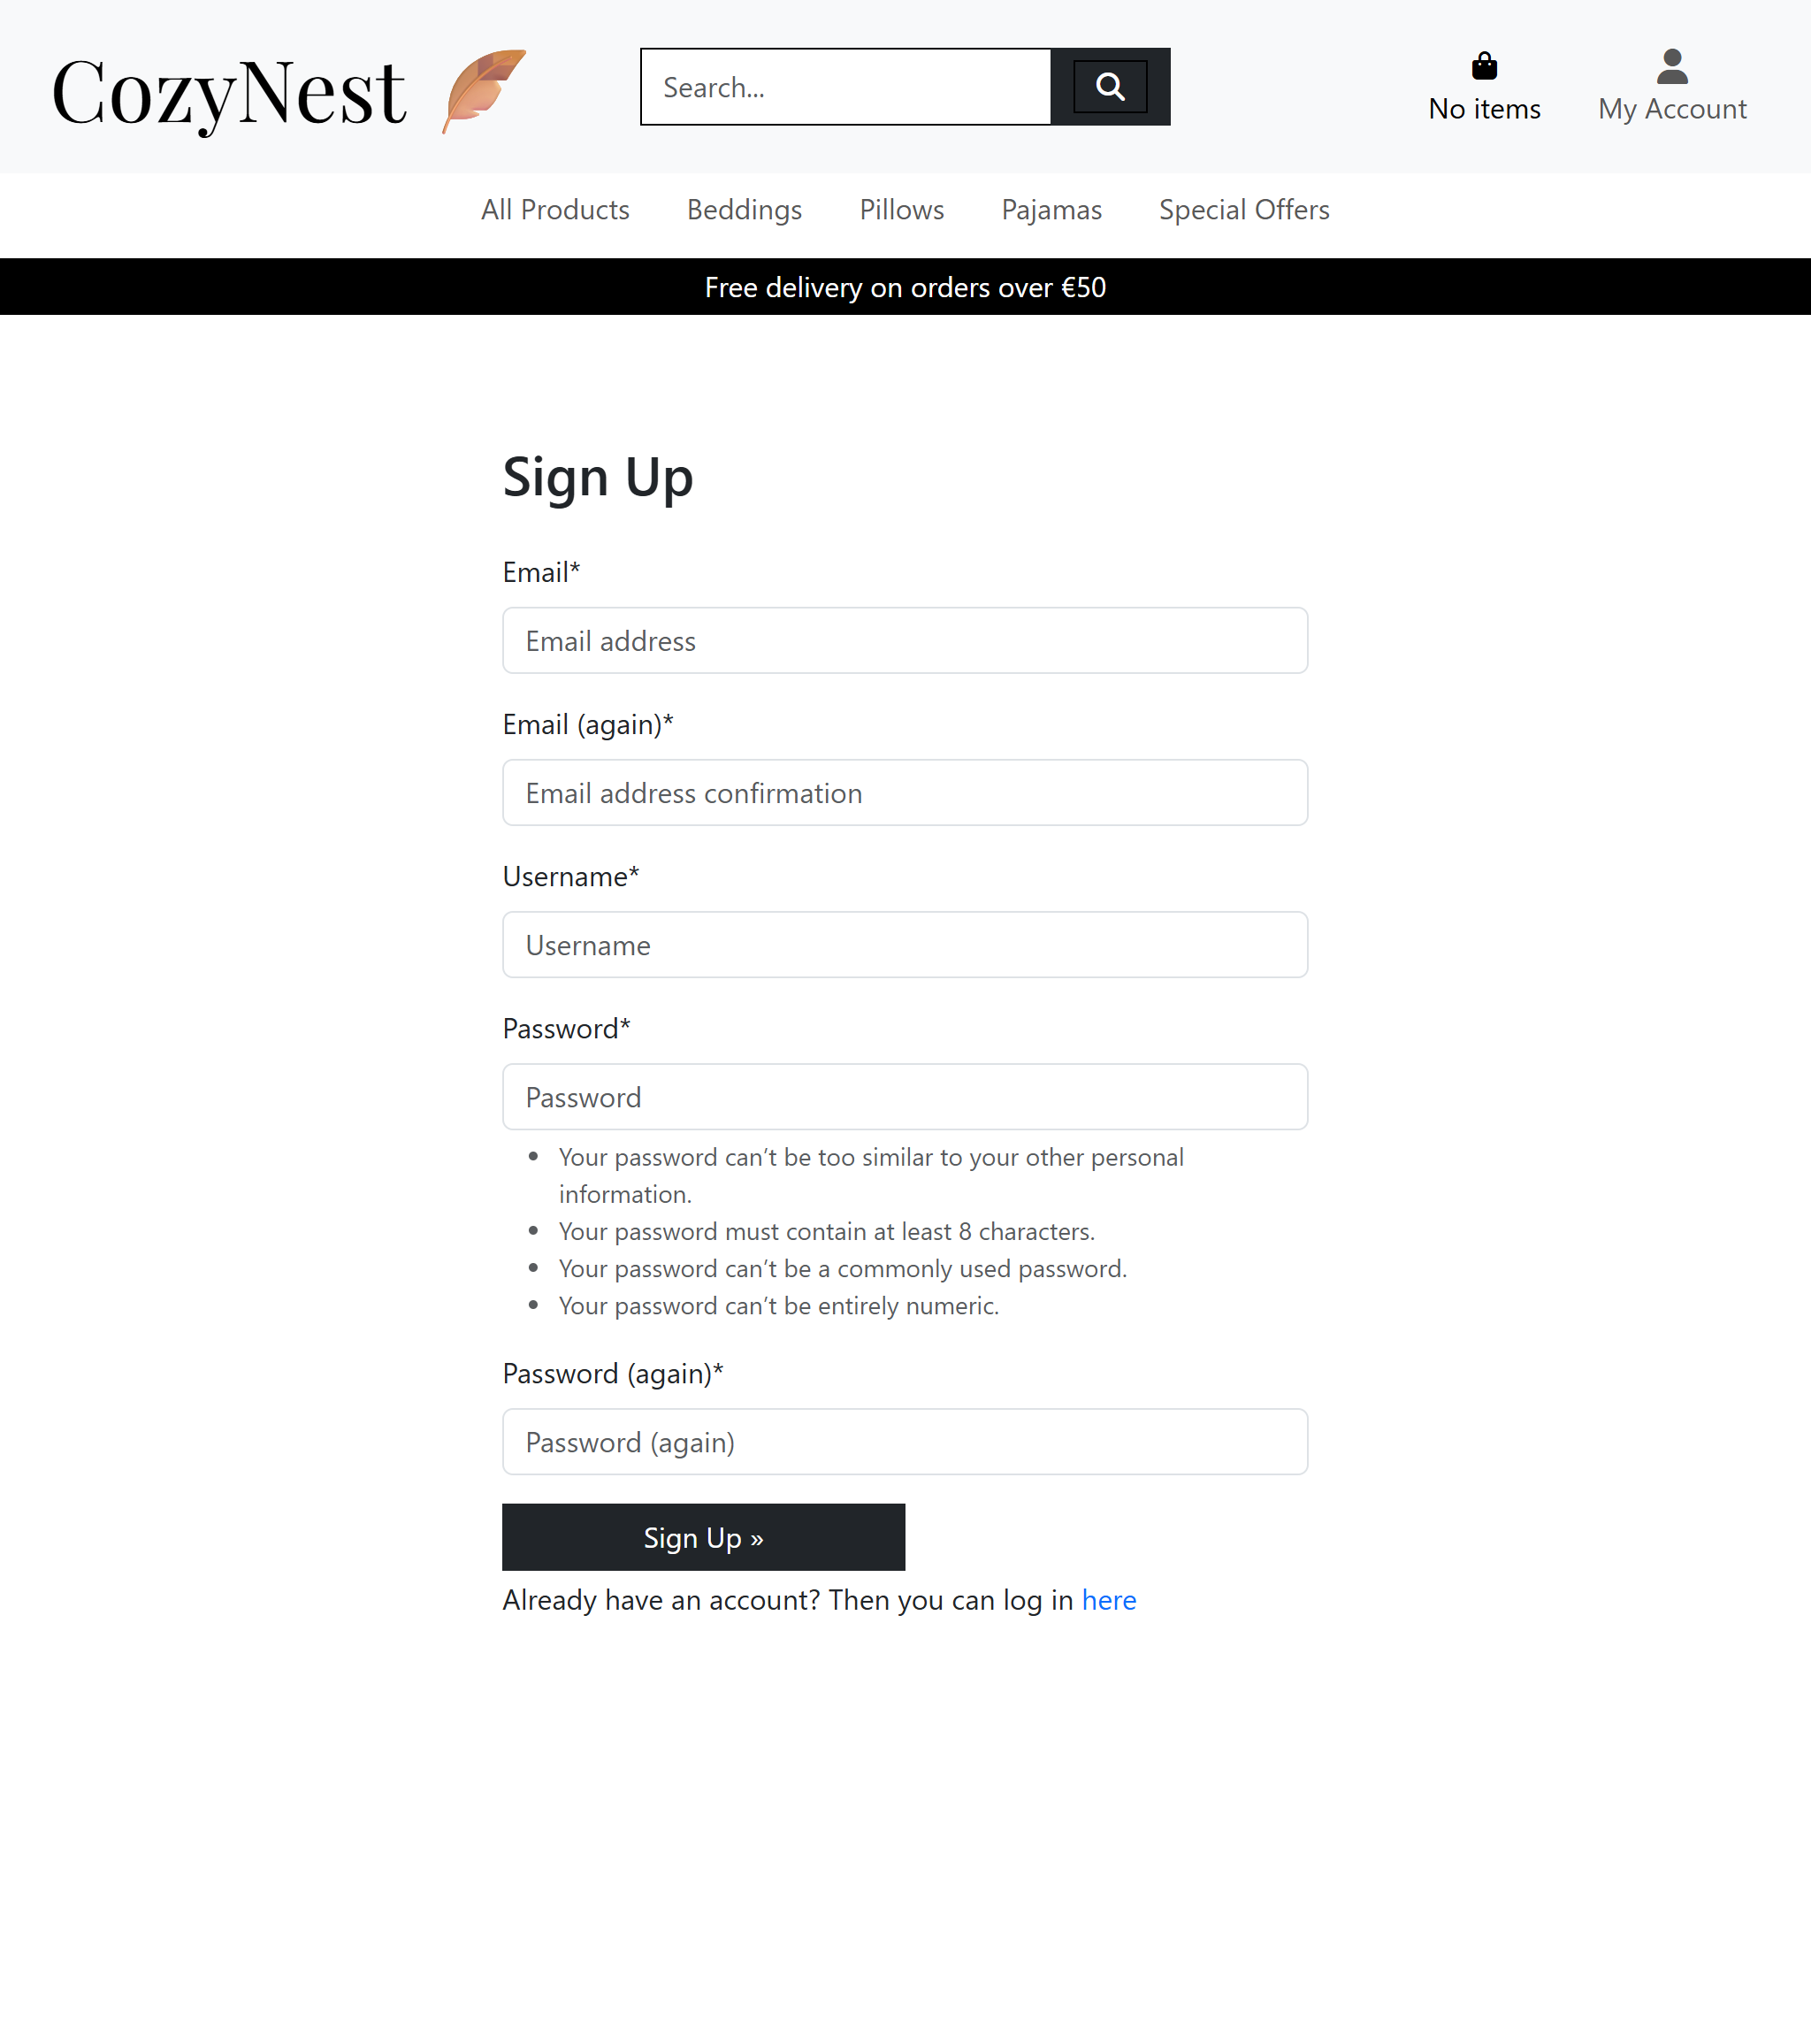 CozyNest
Search...
No items
My Account
All Products
Beddings
Pillows
Pajamas
Special Offers
Free delivery on orders over €50
Sign Up
Email*
Email address
Email (again)*
Email address confirmation
Username*
Username
Password*
Password
• Your password can’t be too similar to your other personal
information.
• Your password must contain at least 8 characters.
• Your password can’t be a commonly used password.
• Your password can’t be entirely numeric.
Password (again)*
Password (again)
Sign Up »
Already have an account? Then you can log in here